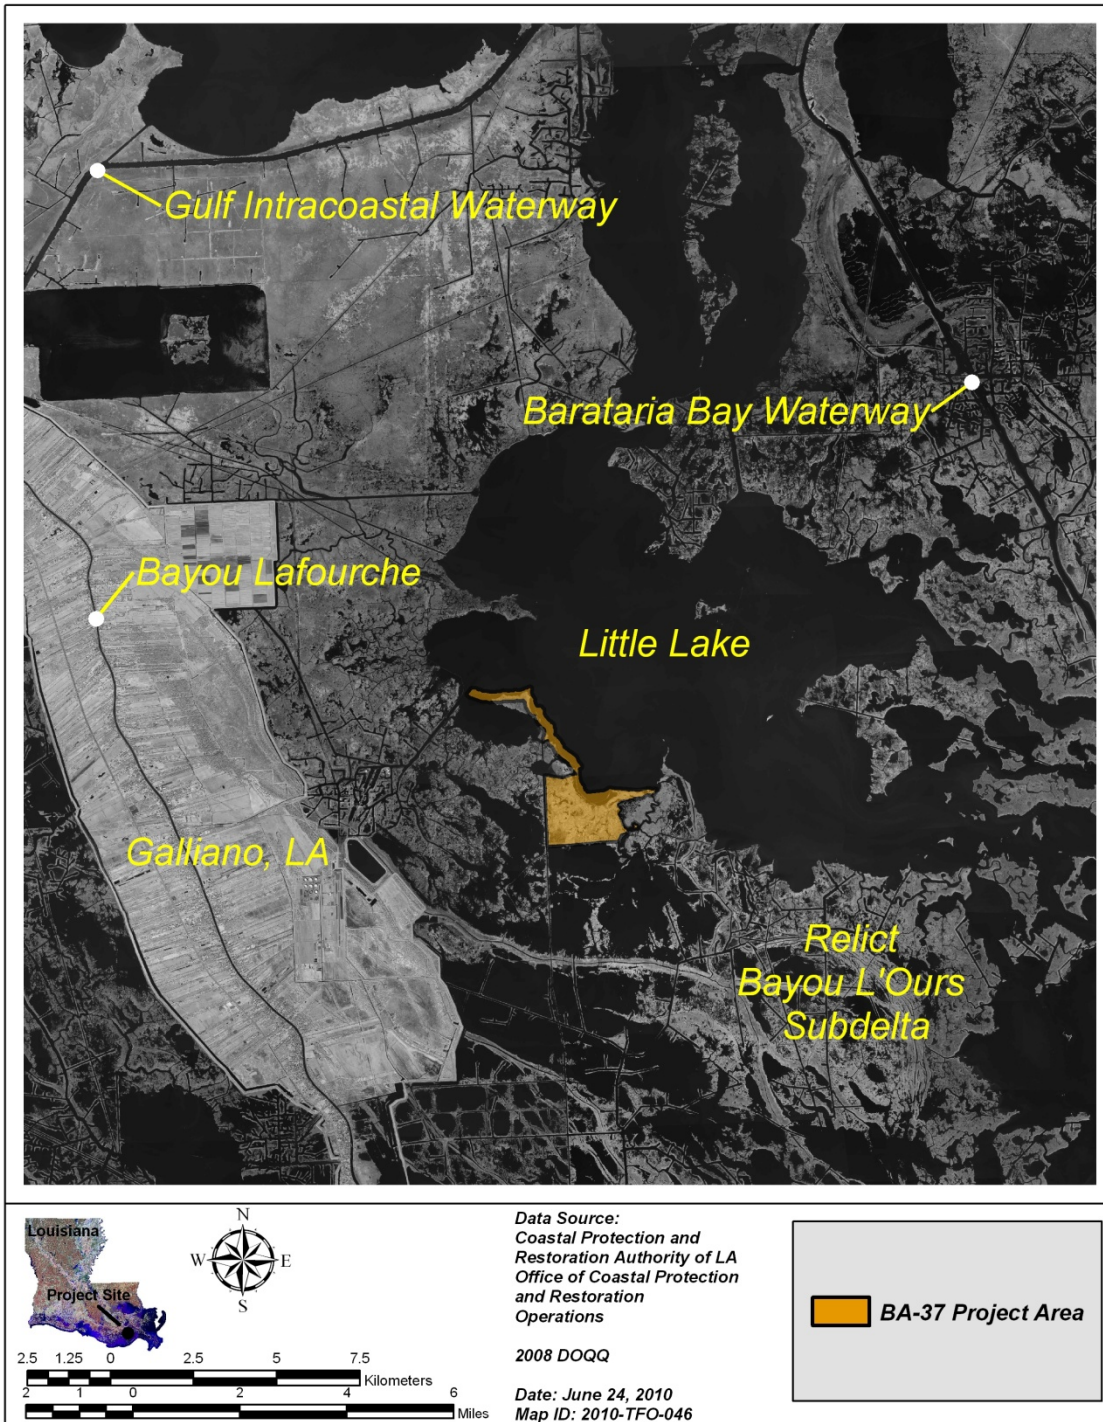 Gulf Intracoastal Waterway
Barataria Bay Waterway
Bayou Lafourche
Little Lake
Galliano, LA
Relict
Bayou L'Ours
Subdelta
Louisiana
Project Site
N
W
E
S
2.5 1.25 0 2.5 5 7.5
Kilometers
2 1 0 2 4 6
Miles
Data Source:
Coastal Protection and
Restoration Authority of LA
Office of Coastal Protection
and Restoration
Operations
2008 DOQQ
Date: June 24, 2010
Map ID: 2010-TFO-046
BA-37 Project Area